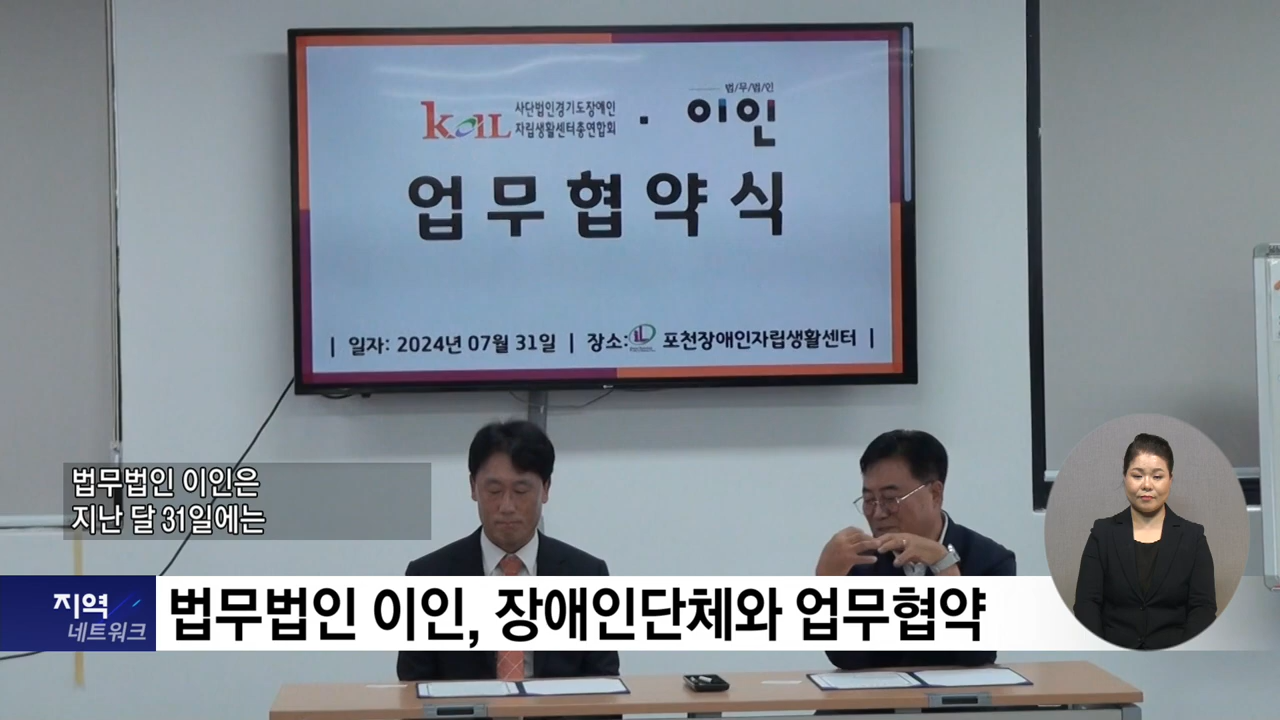 법/무/법/인
kaIL 사단법인경기도장애인
자립생활센터총연합회 · 이인
업무협약식
| 일자: 2024년 07월 31일 | 장소: 포천장애인자립생활센터 |
법무법인 이인은
지난 달 31일에는
지역
네트워크
법무법인 이인, 장애인단체와 업무협약